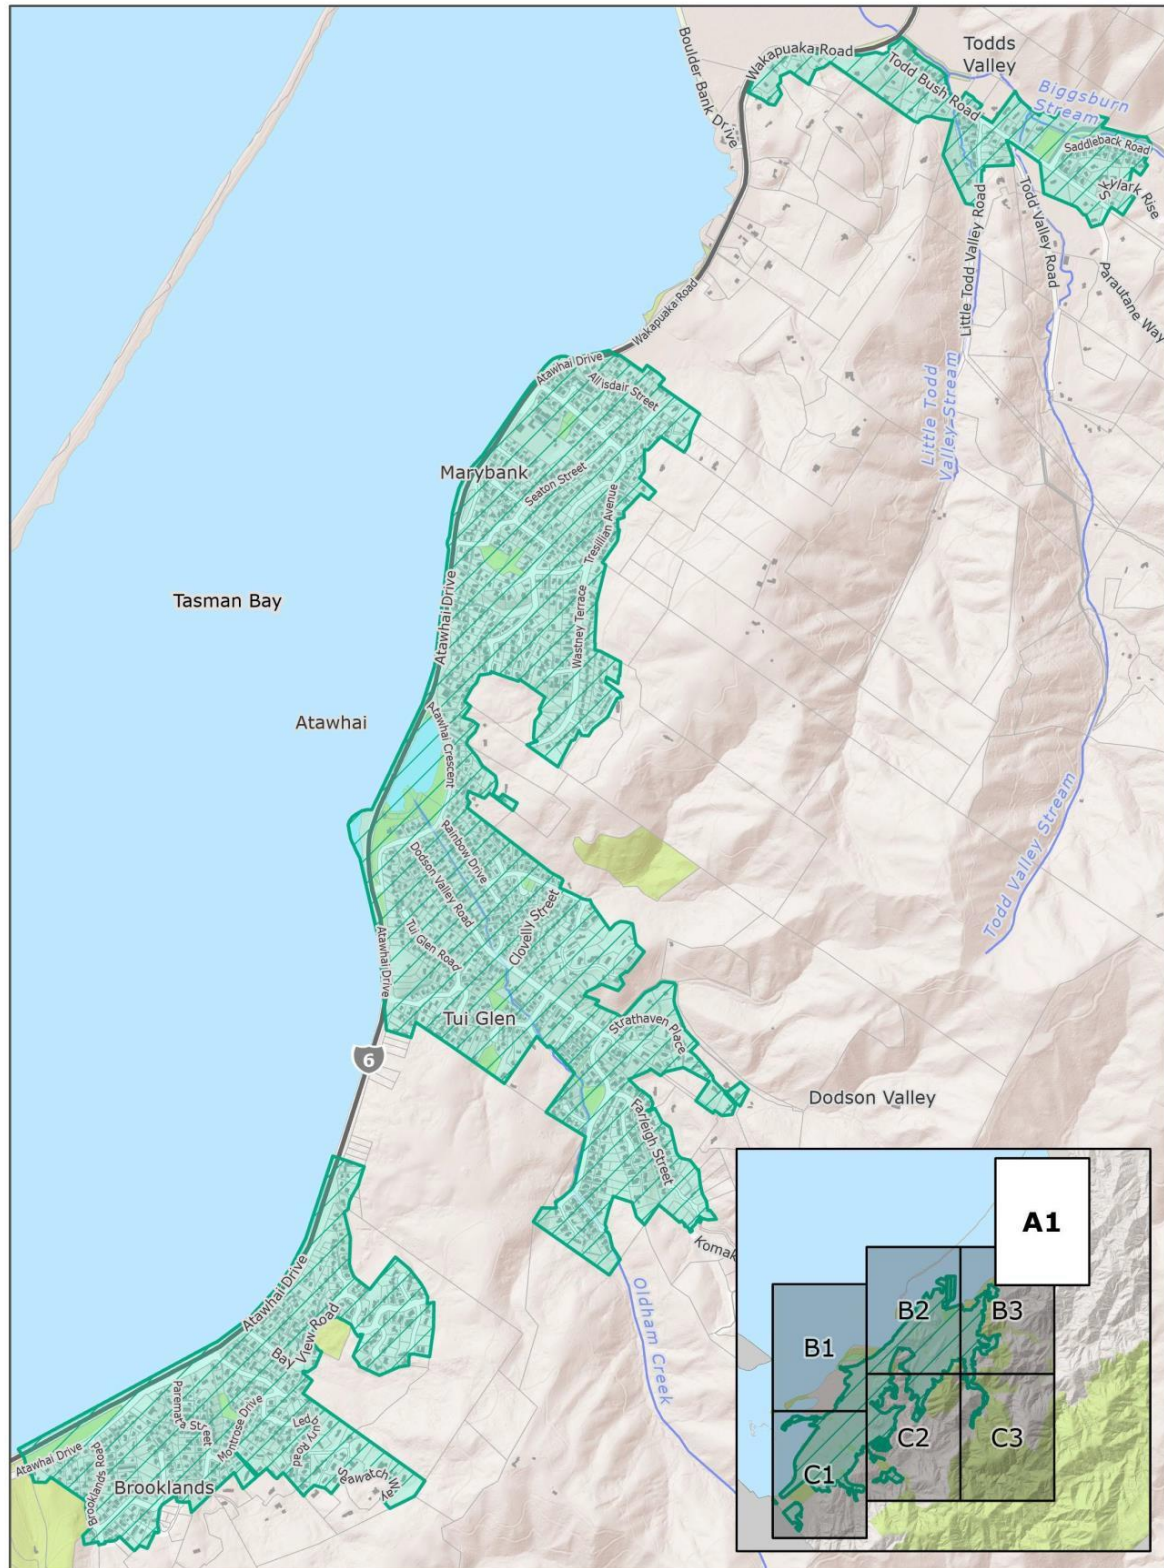 Todds
Valley
Wakapuaka Road
Boulder Bank Drive
Todd Bush Road
Biggsburn
Stream
Saddleback Road
Skylark Rise
Little Todd Valley Road
Todd Valley Road
Parautane Way
Wakapuaka Road
Atawhai Drive
Allisdair Street
Little Todd
Valley Stream
Marybank
Seaton Street
Tresillian Avenue
Atawhai Drive
Tasman Bay
Wastney Terrace
Atawhai
Atawhai Crescent
Todd Valley Stream
Rainbow Drive
Dodson Valley Road
Clovelly Street
Tui Glen Road
Atawhai Drive
Tui Glen
Strathaven Place
6
Dodson Valley
Farleigh Street
Atawhai Drive
Oldham Creek
Bay
View Road
Paremata Street
Montrose Drive
Ledbury Road
Seawatch Way
Atawhai Drive
Brooklands Road
Brooklands
A1
B2
B3
B1
C2
C3
C1